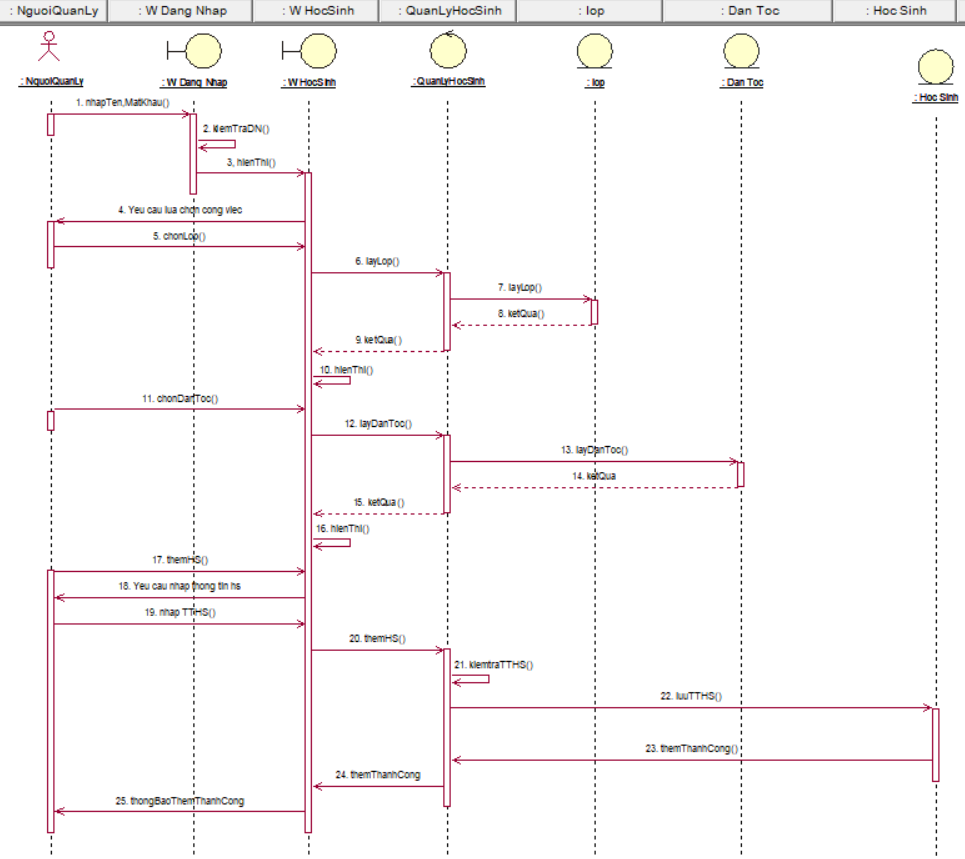 : NguoiQuanLy
: W Dang Nhap
: W HocSinh
: QuanLyHocSinh
: lop
: Dan Toc
: Hoc Sinh
: NguoiQuanLy
: W Dang Nhap
: W HocSinh
: QuanLyHocSinh
: lop
: Dan Toc
: Hoc Sinh
1. nhapTen,MatKhau()
2. kiemTraDN()
3. hienThi()
4. Yeu cau lua chon cong viec
5. chonLop()
6. layLop()
7. layLop()
8. ketQua()
9. ketQua()
10. hienThi()
11. chonDanToc()
12. layDanToc()
13. layDanToc()
14. ketQua
15. ketQua()
16. hienThi()
17. themHS()
18. Yeu cau nhap thong tin hs
19. nhap TTHS()
20. themHS()
21. kiemtraTTHS()
22. luuTTHS()
23. themThanhCong()
24. themThanhCong
25. thongBaoThemThanhCong